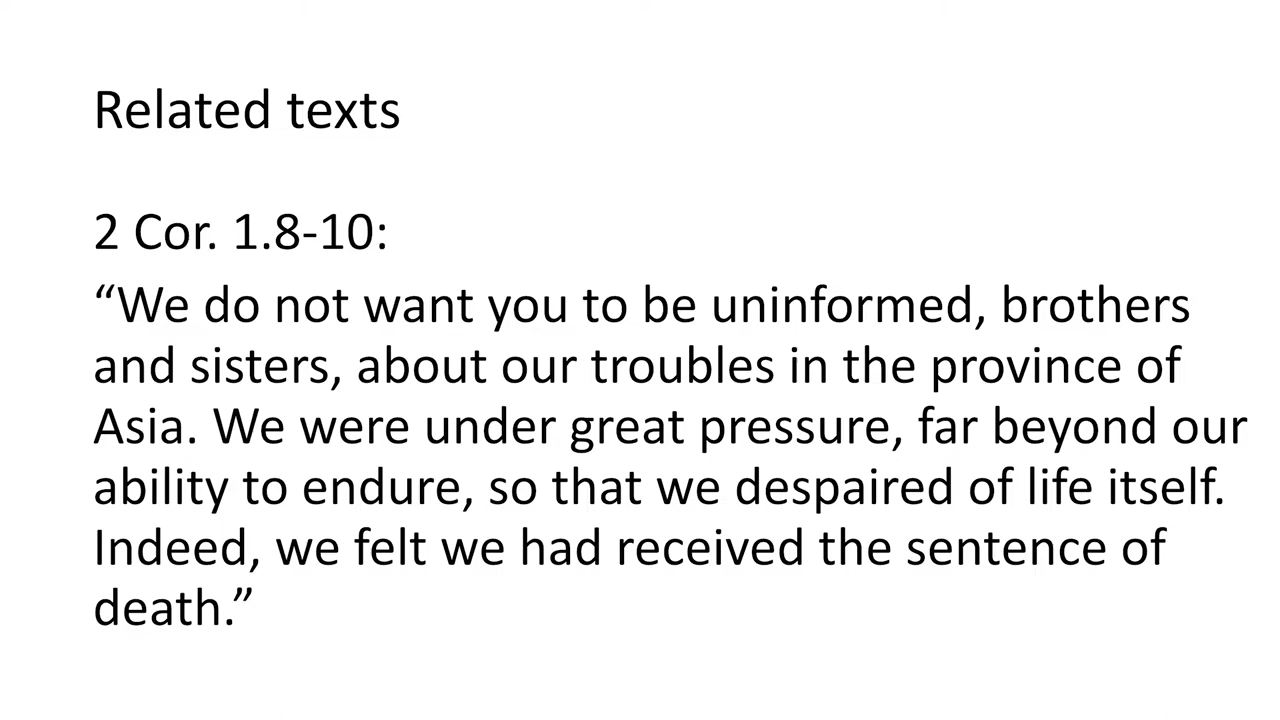 Related texts
2 Cor. 1.8-10:
“We do not want you to be uninformed, brothers
and sisters, about our troubles in the province of
Asia. We were under great pressure, far beyond our
ability to endure, so that we despaired of life itself.
Indeed, we felt we had received the sentence of
death.”